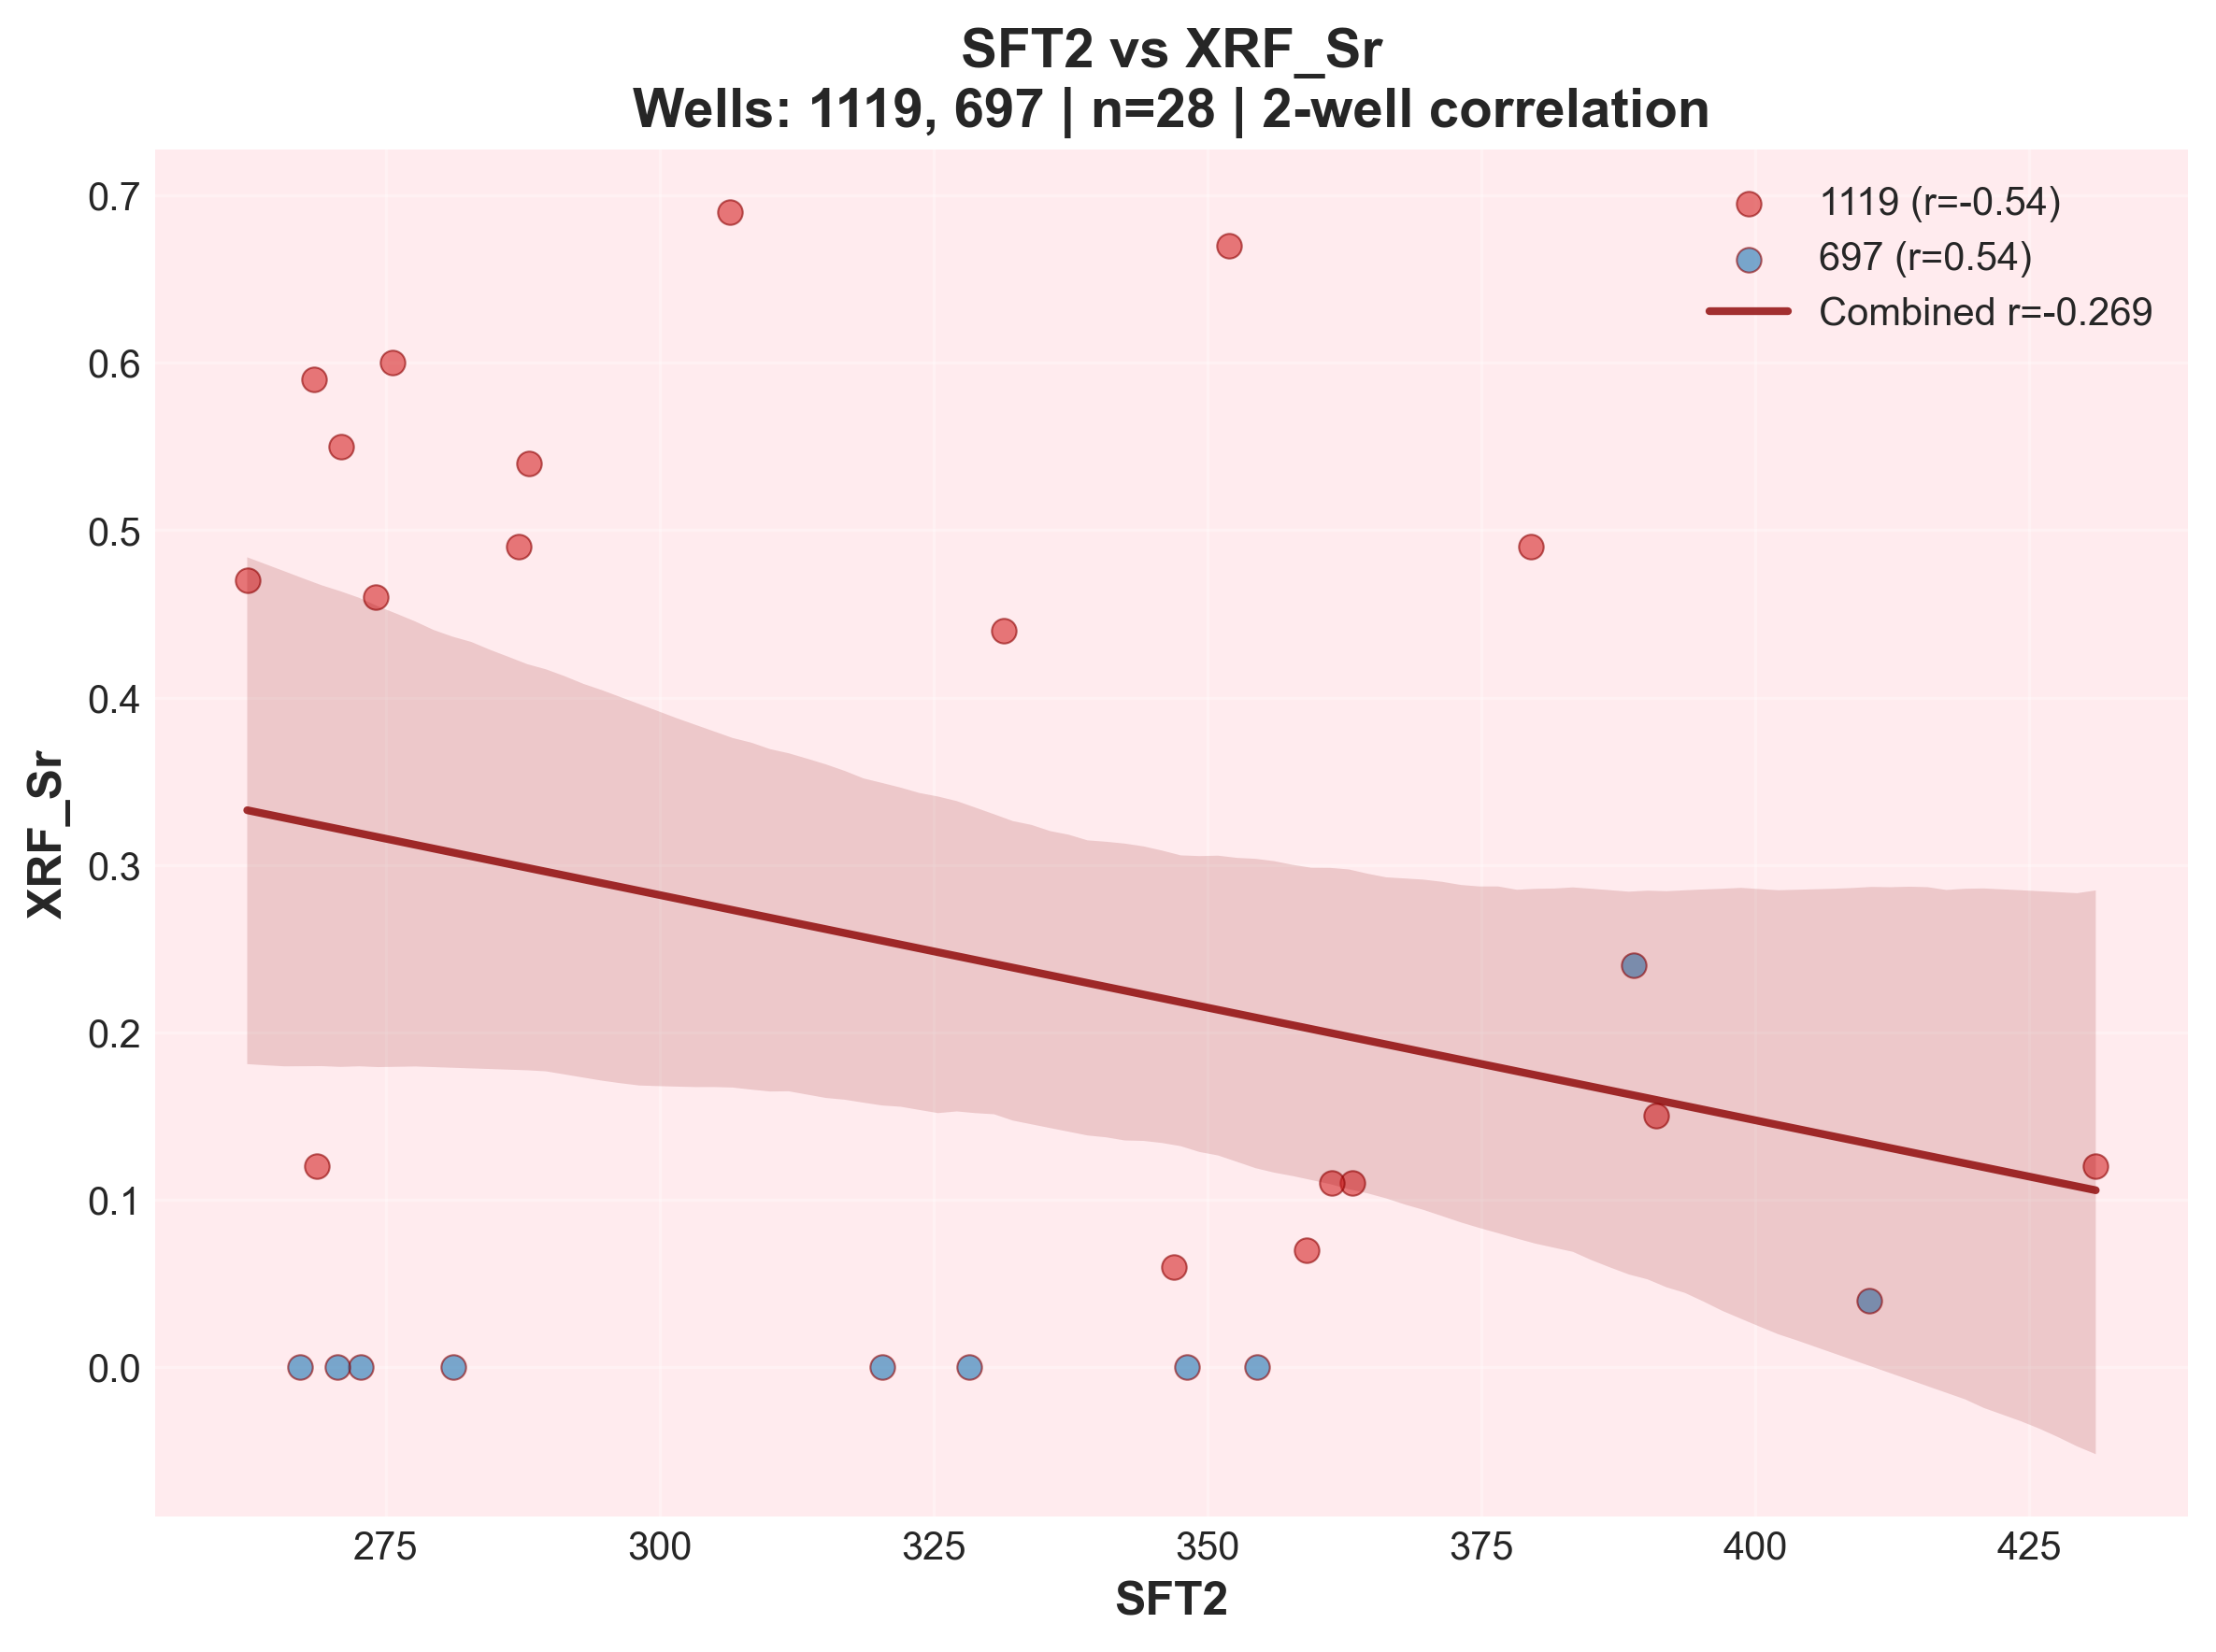 SFT2 vs XRF_Sr
Wells: 1119, 697 | n=28 | 2-well correlation
1119 (r=-0.54)
697 (r=0.54)
Combined r=-0.269
0.7
0.6
0.5
0.4
0.3
0.2
0.1
0.0
XRF_Sr
275 300 325 350 375 400 425
SFT2